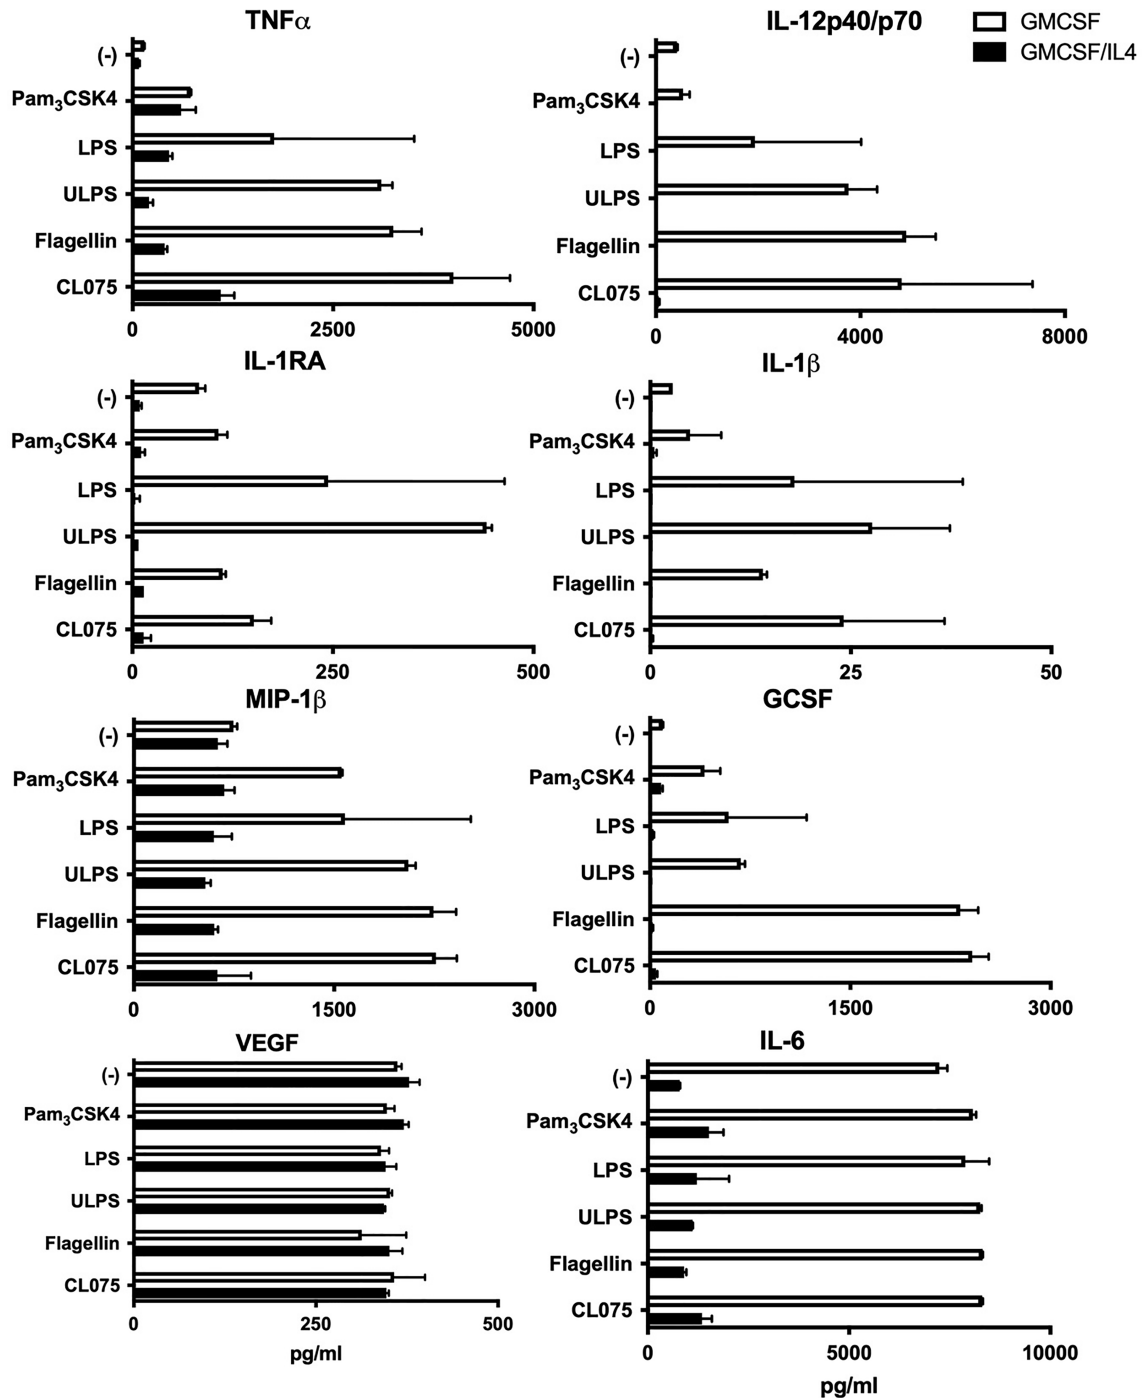 TNFα
(-)
Pam3CSK4
LPS
ULPS
Flagellin
CL075
0 2500 5000
IL-12p40/p70
GMCSF
GMCSF/IL4
(-)
Pam3CSK4
LPS
ULPS
Flagellin
CL075
0 4000 8000
IL-1RA
(-)
Pam3CSK4
LPS
ULPS
Flagellin
CL075
0 250 500
IL-1β
(-)
Pam3CSK4
LPS
ULPS
Flagellin
CL075
0 25 50
MIP-1β
(-)
Pam3CSK4
LPS
ULPS
Flagellin
CL075
0 1500 3000
GCSF
(-)
Pam3CSK4
LPS
ULPS
Flagellin
CL075
0 1500 3000
VEGF
(-)
Pam3CSK4
LPS
ULPS
Flagellin
CL075
0 250 500
pg/ml
IL-6
(-)
Pam3CSK4
LPS
ULPS
Flagellin
CL075
0 5000 10000
pg/ml